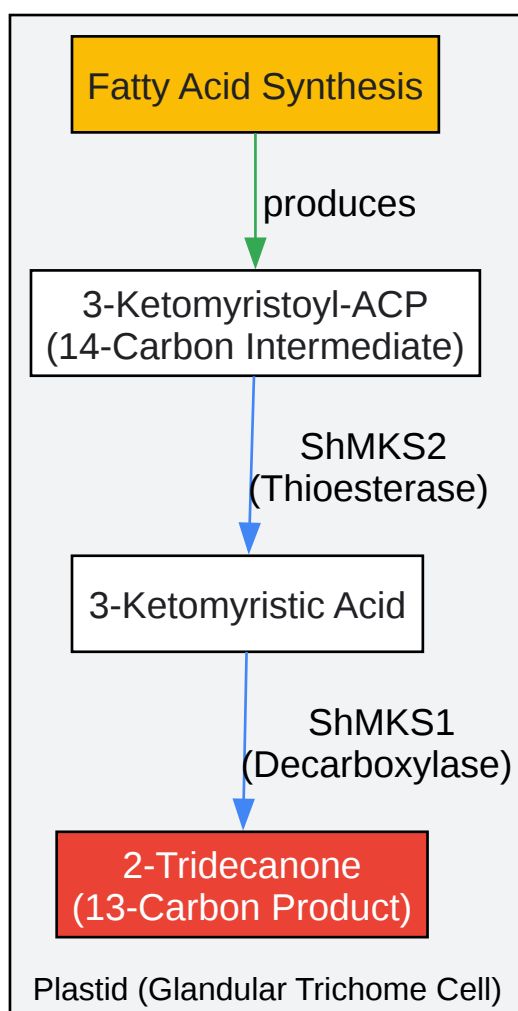 Fatty Acid Synthesis
produces
3-Ketomyristoyl-ACP
(14-Carbon Intermediate)
ShMKS2
(Thioesterase)
3-Ketomyristic Acid
ShMKS1
(Decarboxylase)
2-Tridecanone
(13-Carbon Product)
Plastid (Glandular Trichome Cell)